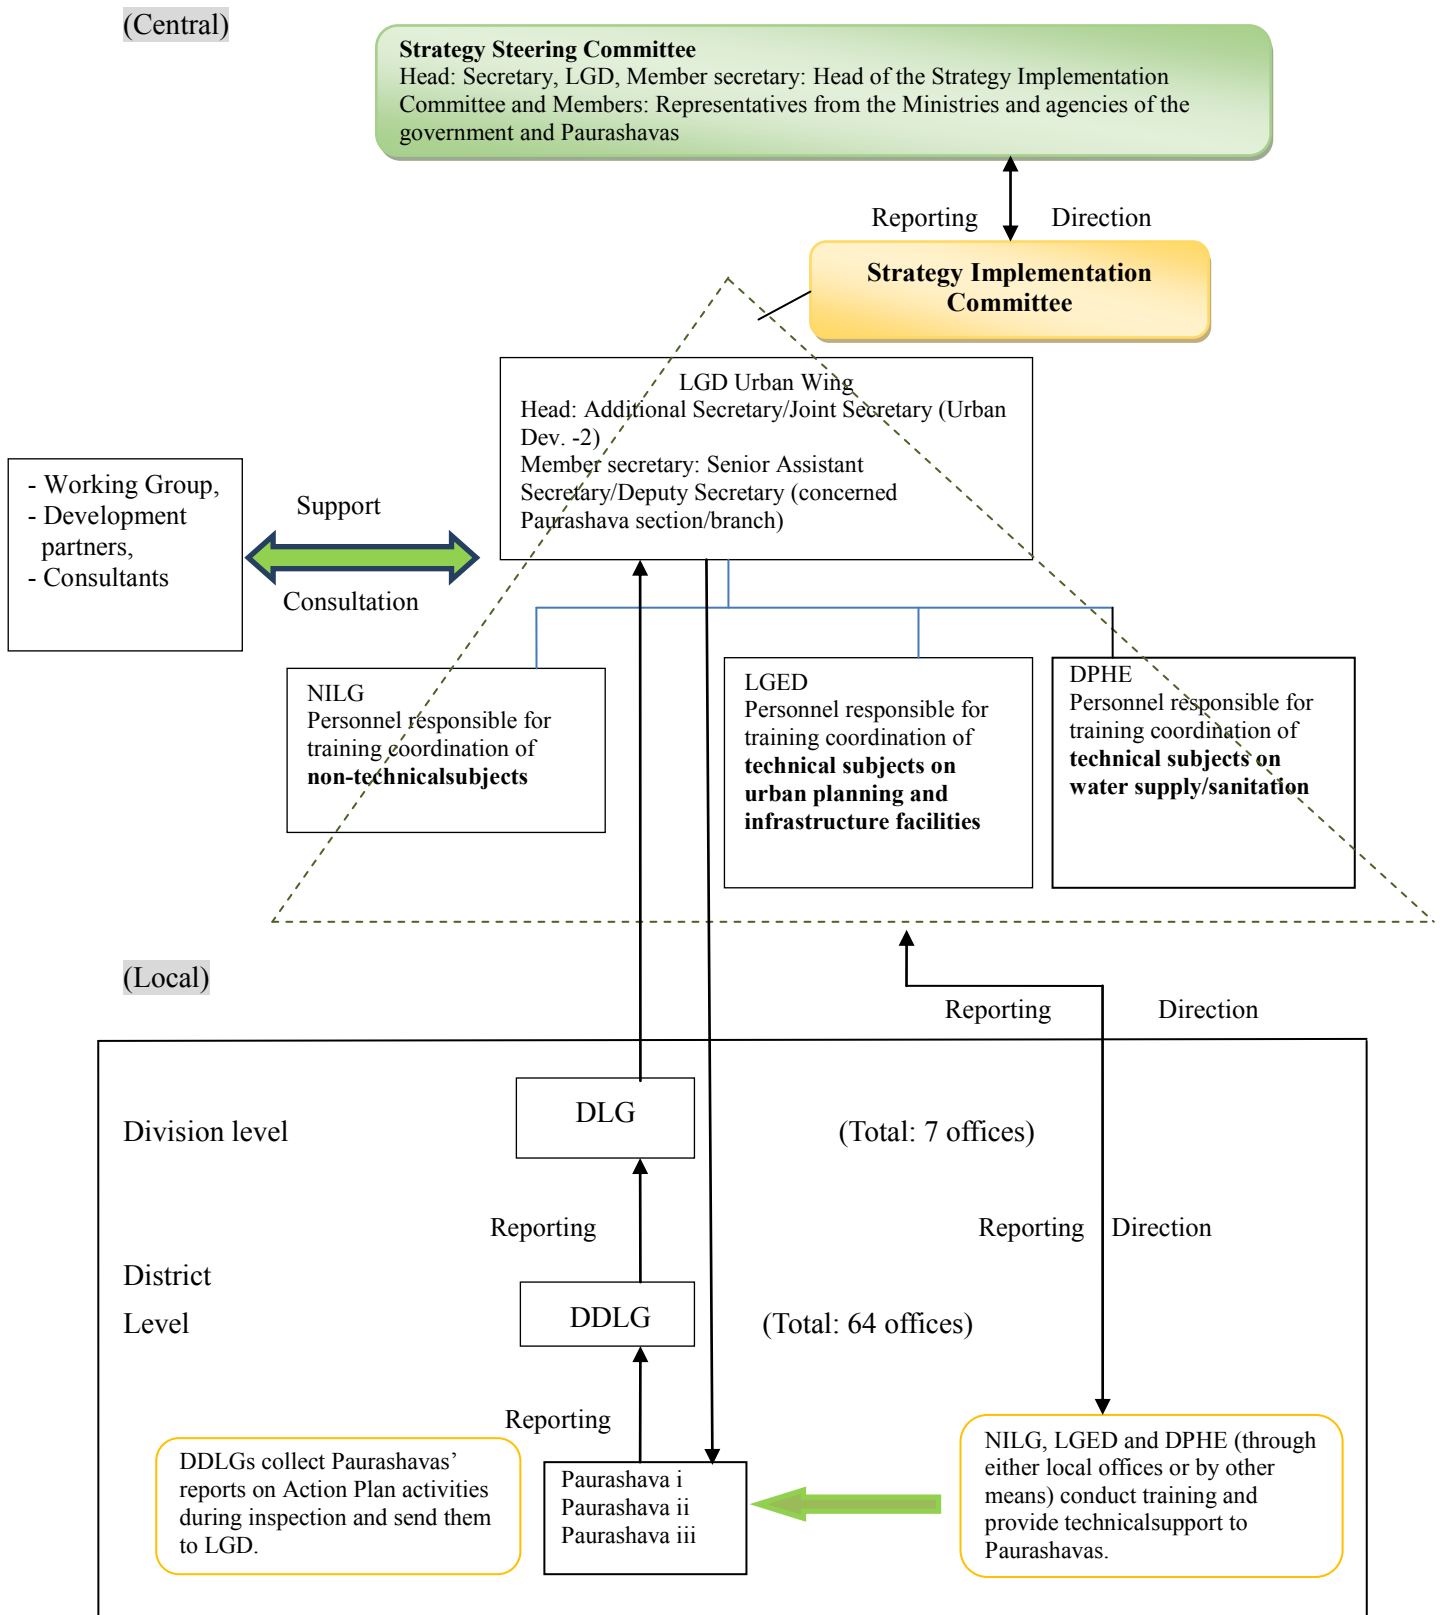 (Central)
Strategy Steering Committee
Head: Secretary, LGD, Member secretary: Head of the Strategy Implementation
Committee and Members: Representatives from the Ministries and agencies of the
government and Paurashavas
Reporting
Direction
Strategy Implementation
Committee
LGD Urban Wing
Head: Additional Secretary/Joint Secretary (Urban
Dev. -2)
Member secretary: Senior Assistant
Secretary/Deputy Secretary (concerned
Paurashava section/branch)
- Working Group,
- Development
partners,
- Consultants
Support
Consultation
NILG
Personnel responsible for
training coordination of
non-technicalsubjects
LGED
Personnel responsible for
training coordination of
technical subjects on
urban planning and
infrastructure facilities
DPHE
Personnel responsible for
training coordination of
technical subjects on
water supply/sanitation
(Local)
Reporting
Direction
Division level
DLG
(Total: 7 offices)
Reporting
Reporting
Direction
District
Level
DDLG
(Total: 64 offices)
Reporting
DDLGs collect Paurashavas’
reports on Action Plan activities
during inspection and send them
to LGD.
Paurashava i
Paurashava ii
Paurashava iii
NILG, LGED and DPHE (through
either local offices or by other
means) conduct training and
provide technicalsupport to
Paurashavas.